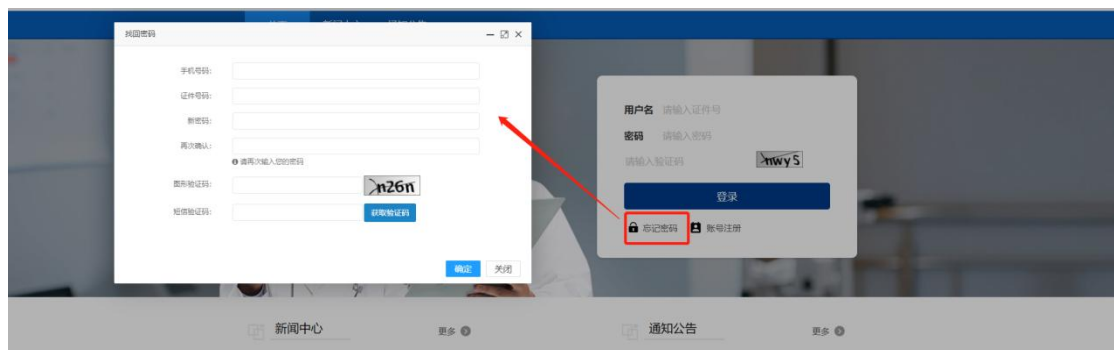 找回密码
手机号码:
证件号码:
新密码:
再次确认:
请再次输入您的密码
图形验证码:
n26n
短信验证码:
获取验证码
确定 关闭
用户名 请输入证件号
密码 请输入密码
请输入验证码 nwyS
登录
忘记密码 账号注册
新闻中心 更多
通知公告 更多